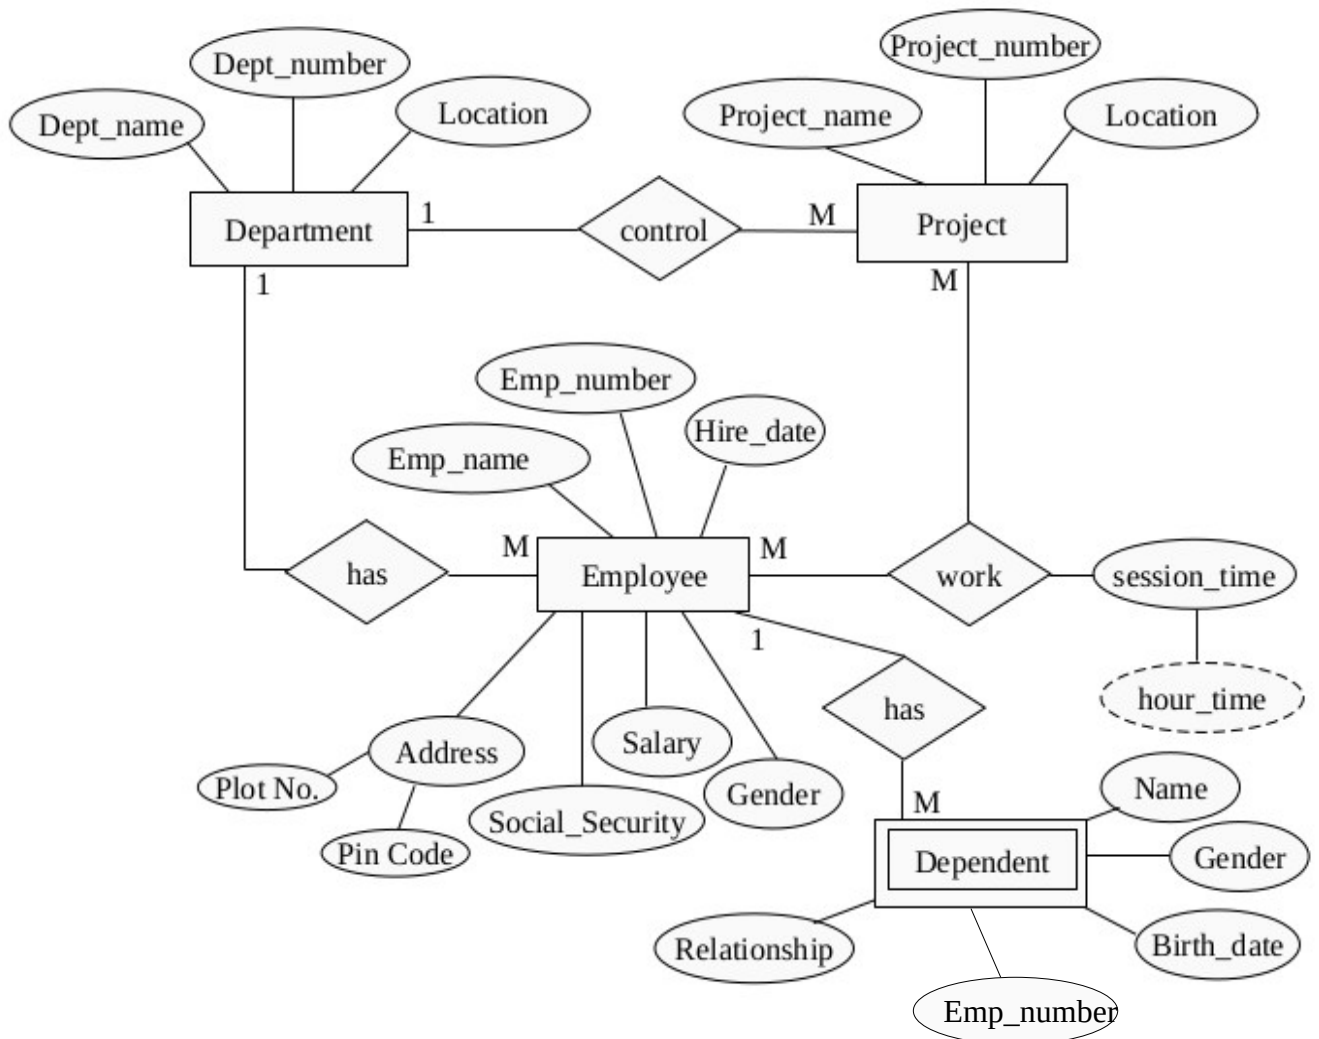 Project_number
Dept_number
Project_name
Location
Location
Dept_name
Department
1
control
M
Project
1
M
Emp_number
Hire_date
Emp_name
has
M
Employee
M
work
session_time
1
hour_time
has
Address
Salary
Plot No.
Gender
Name
Social_Security
M
Pin Code
Dependent
Gender
Relationship
Birth_date
Emp_number